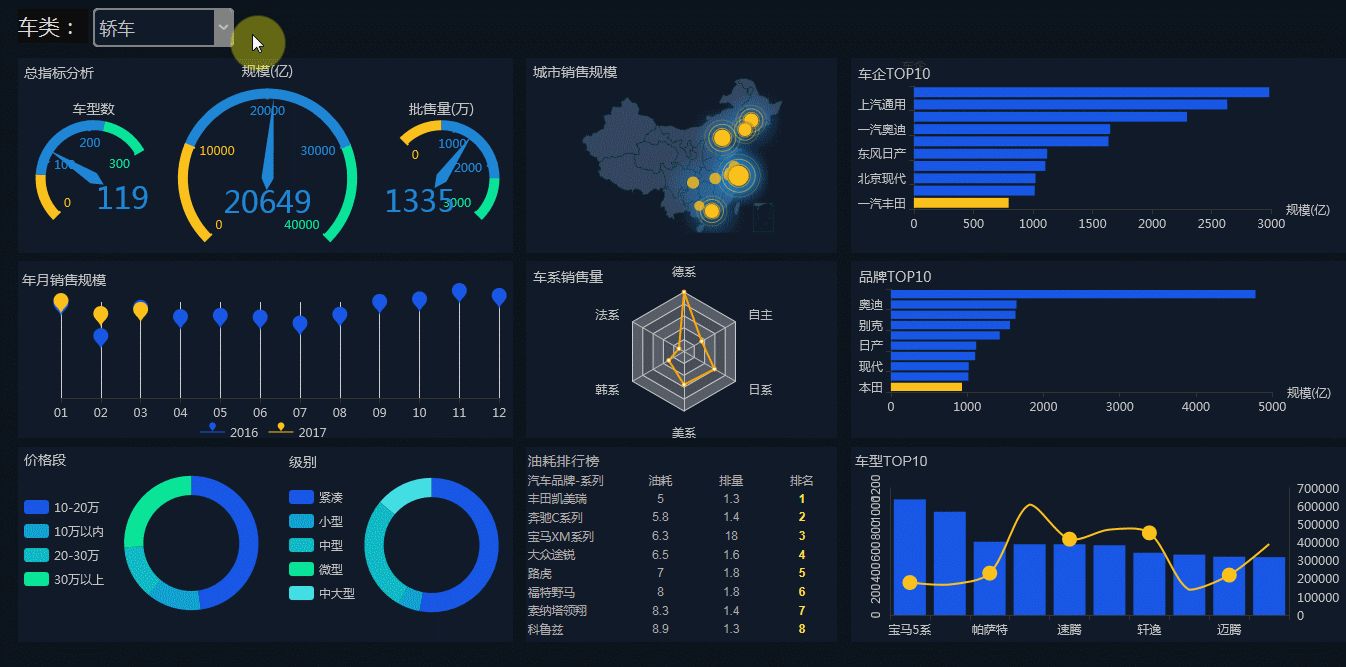 车类： 轿车
总指标分析
车型数
0
100
200
300
119
规模(亿)
0
10000
20000
30000
40000
20649
批售量(万)
0
1000
2000
3000
1335
城市销售规模
车企TOP10
上汽通用
一汽奥迪
东风日产
北京现代
一汽丰田
0 500 1000 1500 2000 2500 3000
规模(亿)
年月销售规模
01 02 03 04 05 06 07 08 09 10 11 12
2016 2017
车系销售量
德系
自主
日系
美系
韩系
法系
品牌TOP10
奥迪
别克
日产
现代
本田
0 1000 2000 3000 4000 5000
规模(亿)
价格段
10-20万
10万以内
20-30万
30万以上
级别
紧凑
小型
中型
微型
中大型
油耗排行榜
汽车品牌-系列 油耗 排量 排名
丰田凯美瑞 5 1.3 1
奔驰C系列 5.8 1.4 2
宝马XM系列 6.3 18 3
大众途锐 6.5 1.6 4
路虎 7 1.8 5
福特野马 8 1.8 6
索纳塔领翔 8.3 1.4 7
科鲁兹 8.9 1.3 8
车型TOP10
0 200 400 600 800 1000 1200
700000
600000
500000
400000
300000
200000
100000
0
宝马5系 帕萨特 速腾 轩逸 迈腾